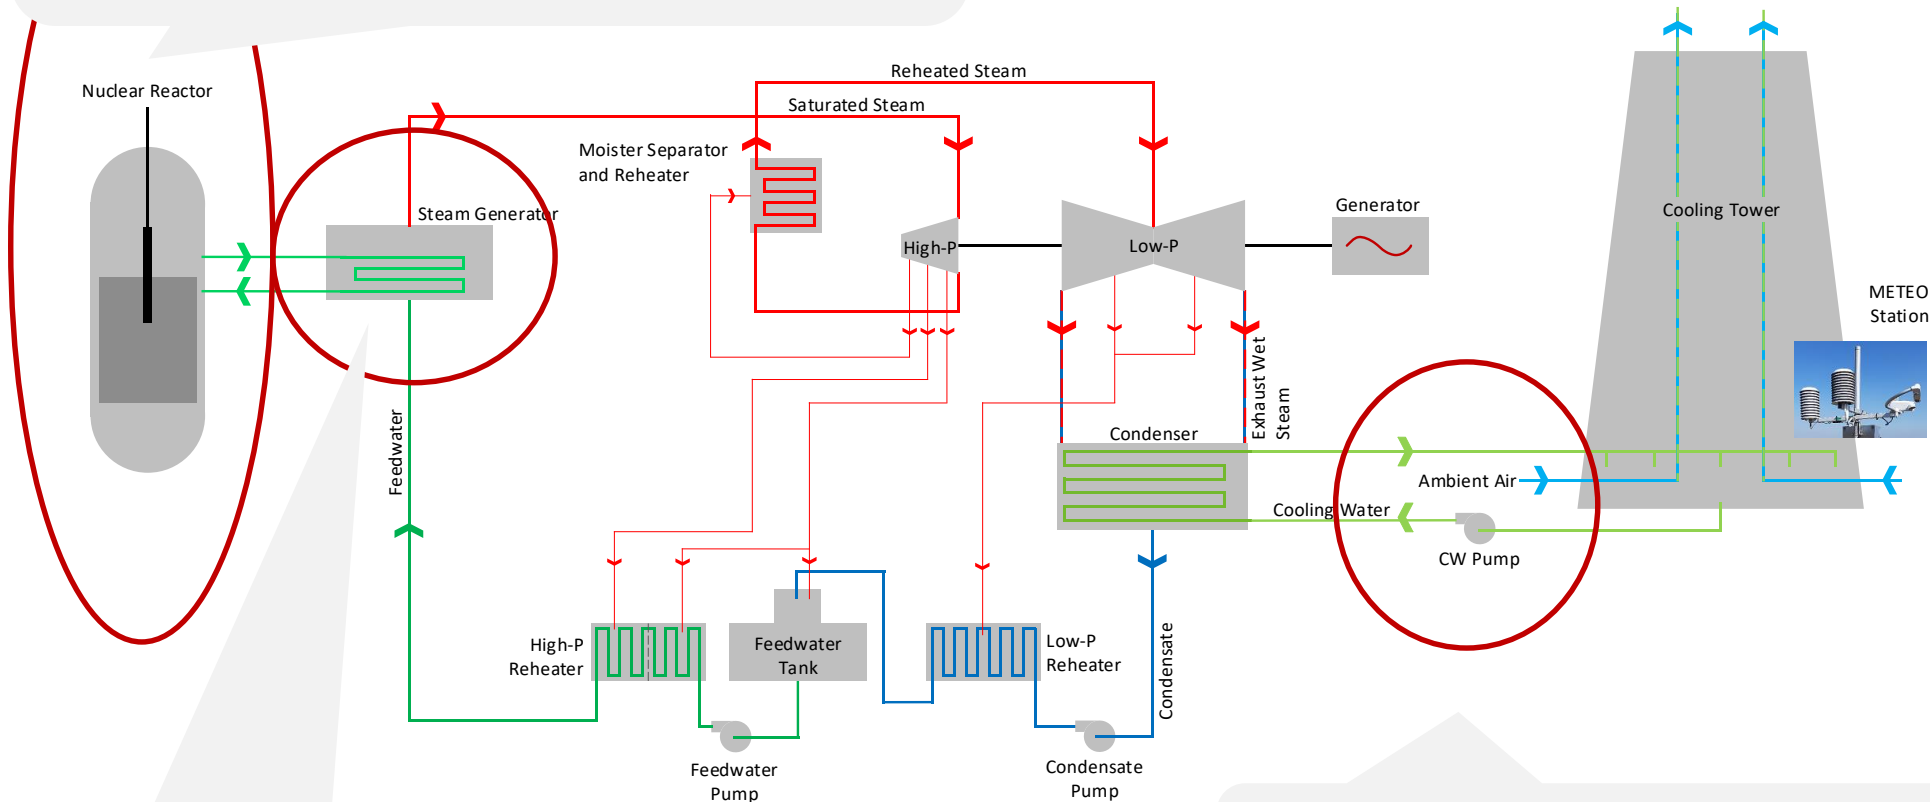 Reheated Steam
Nuclear Reactor
Saturated Steam
Moister Separator
and Reheater
Steam Generator
Generator
Cooling Tower
High-P
Low-P
METEO
Station
Exhaust Wet
Steam
Feedwater
Condenser
Ambient Air
Cooling Water
CW Pump
High-P
Reheater
Feedwater
Tank
Low-P
Reheater
Condensate
Feedwater
Pump
Condensate
Pump